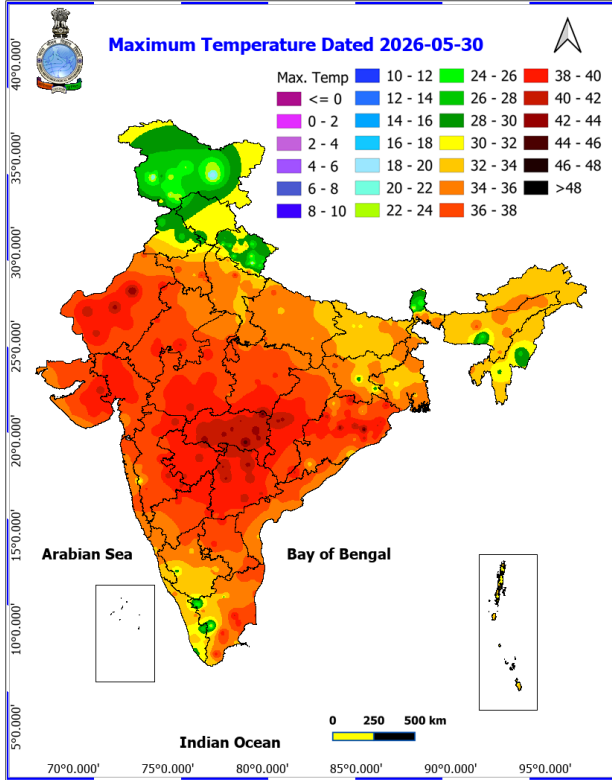 Maximum Temperature Dated 2026-05-30
Max. Temp
<= 0
0 - 2
2 - 4
4 - 6
6 - 8
8 - 10
10 - 12
12 - 14
14 - 16
16 - 18
18 - 20
20 - 22
22 - 24
24 - 26
26 - 28
28 - 30
30 - 32
32 - 34
34 - 36
36 - 38
38 - 40
40 - 42
42 - 44
44 - 46
46 - 48
>48
40°0.000'
35°0.000'
30°0.000'
25°0.000'
20°0.000'
15°0.000'
10°0.000'
5°0.000'
Arabian Sea
Bay of Bengal
Indian Ocean
0 250 500 km
70°0.000' 75°0.000' 80°0.000' 85°0.000' 90°0.000' 95°0.000'